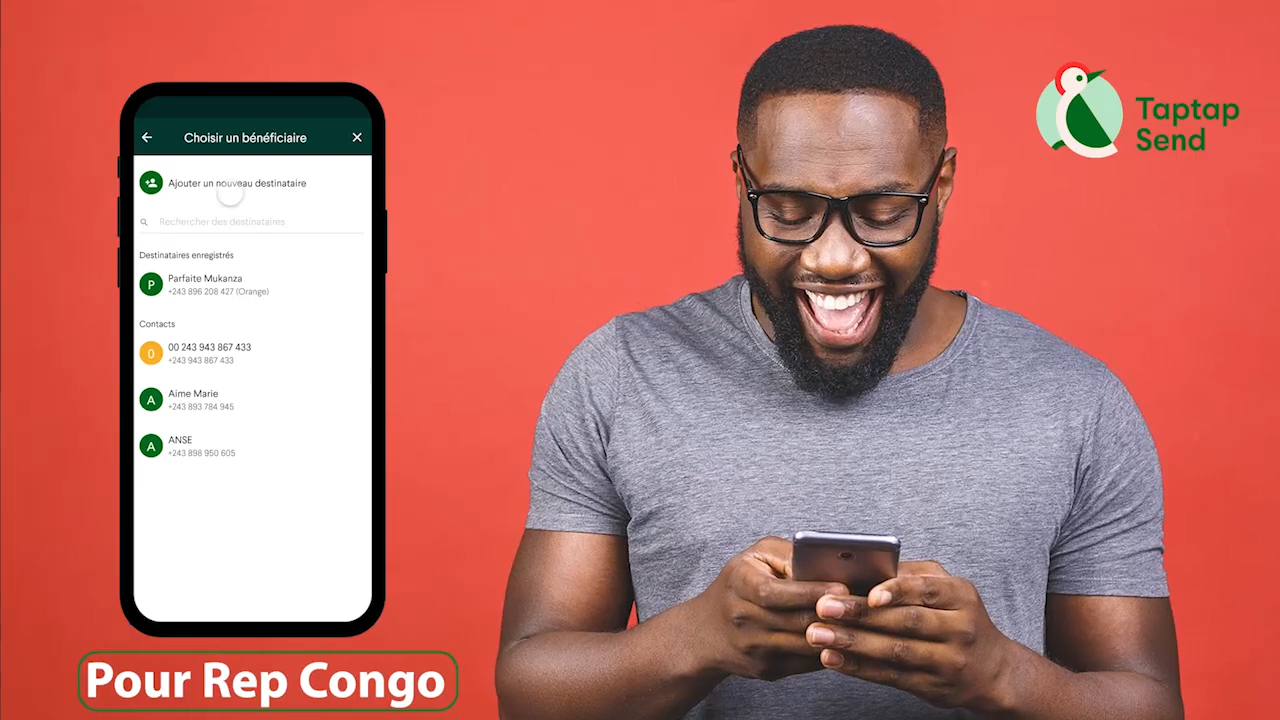 Choisir un bénéficiaire
Ajouter un nouveau destinataire
Rechercher des destinataires
Destinataires enregistrés
P
Parfaite Mukanza
+243 896 208 427 (Orange)
Contacts
0
00 243 943 867 433
+243 943 867 433
A
Aime Marie
+243 893 784 945
A
ANSE
+243 898 950 605
Pour Rep Congo
Taptap
Send